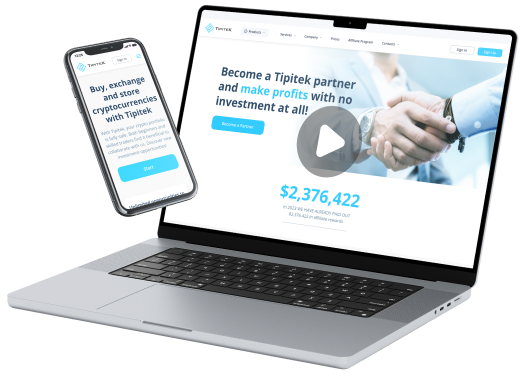 12:25
TIPITEK
Sign In
Buy, exchange
and store
cryptocurrencies
with Tipitek
With Tipitek, your crypto portfolio
is fully safe. Both beginners and
skilled traders find it beneficial to
collaborate with us. Discover new
investment opportunities!
Start
TIPITEK
Products
Services
Company
Prices
Affiliate Program
Contacts
Sign In
Sign Up
Become a Tipitek partner
and make profits with no
investment at all!
Become a Partner
$2,376,422
IN 2023 WE HAVE ALREADY PAID OUT
$2,376,422 in affiliate rewards